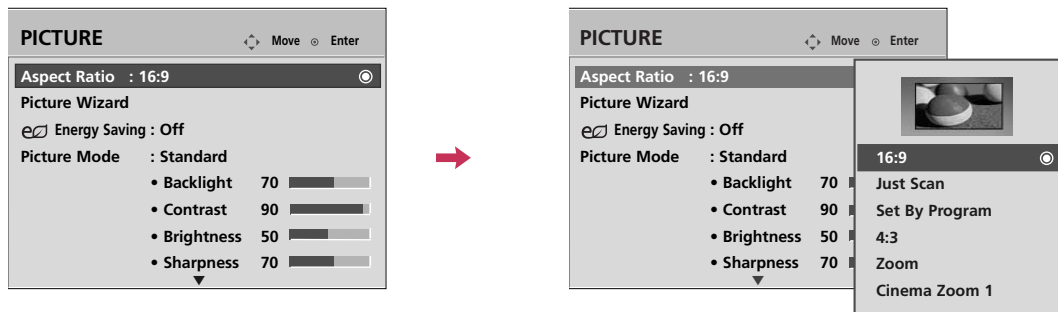 PICTURE Move Enter
Aspect Ratio : 16:9
Picture Wizard
Energy Saving : Off
Picture Mode : Standard
• Backlight 70
• Contrast 90
• Brightness 50
• Sharpness 70
PICTURE Move Enter
Aspect Ratio : 16:9
Picture Wizard
Energy Saving : Off
Picture Mode : Standard
• Backlight 70
• Contrast 90
• Brightness 50
• Sharpness 70
16:9
Just Scan
Set By Program
4:3
Zoom
Cinema Zoom 1